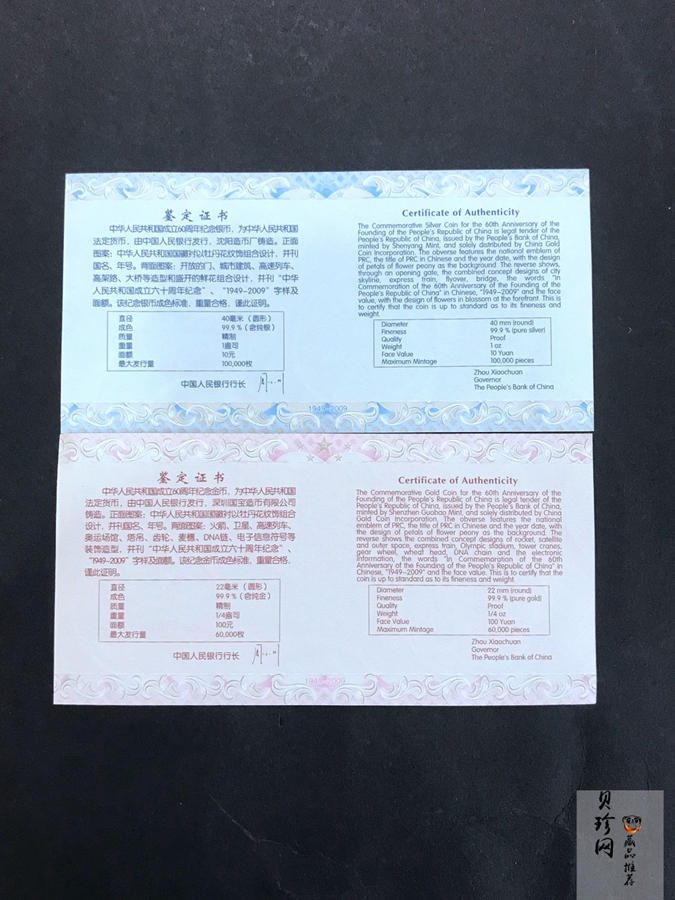 鉴定证书
中华人民共和国成立60周年纪念银币，为中华人民共和国
法定货币，由中国人民银行发行，沈阳造币厂铸造。正面
图案：中华人民共和国国徽衬以牡丹花纹饰组合设计，并刊
国名、年号。背面图案：开放的门、城市建筑、高速列车、
高架路、大桥等造型和盛开的鲜花组合设计，并刊“中华
人民共和国成立六十周年纪念”、“1949-2009”字样及
面额。该纪念银币成色标准，重量合格，谨此证明。
直径 40毫米（圆形）
成色 99.9％（含纯银）
质量 精制
重量 1盎司
面额 10元
最大发行量 100,000枚
中国人民银行行长
Certificate of Authenticity
The Commemorative Silver Coin for the 60th Anniversary of the
Founding of the People's Republic of China is legal tender of the
People's Republic of China, issued by the People's Bank of China,
minted by Shenyang Mint, and solely distributed by China Gold
Coin Incorporation. The obverse features the national emblem of
PRC, the title of PRC in Chinese and the year date, with the design
of petals of flower peony as the background. The reverse shows,
through an opening gate, the combined concept designs of city
skyline, express train, flyover, bridge, the words "In
Commemoration of the 60th Anniversary of the Founding of the
People's Republic of China" in Chinese, "1949-2009" and the face
value, with the design of flowers in blossom at the forefront. This is
to certify that the coin is up to standard as to its fineness and
weight.
Diameter 40 mm (round)
Fineness 99.9 % (pure silver)
Quality Proof
Weight 1 oz
Face Value 10 Yuan
Maximum Mintage 100,000 pieces
Zhou Xiaochuan
Governor
The People's Bank of China
1949-2009
鉴定证书
中华人民共和国成立60周年纪念金币，为中华人民共和国
法定货币，由中国人民银行发行，深圳国宝造币有限公司
铸造。正面图案：中华人民共和国国徽衬以牡丹花纹饰组合
设计，并刊国名、年号。背面图案：火箭、卫星、高速列车、
奥运场馆、塔吊、齿轮、麦穗、DNA链、电子信息符号等
装饰造型，并刊“中华人民共和国成立六十周年纪念”、
“1949-2009”字样及面额。该纪念金币成色标准，重量合格，
谨此证明。
直径 22毫米（圆形）
成色 99.9％（含纯金）
质量 精制
重量 1/4盎司
面额 100元
最大发行量 60,000枚
中国人民银行行长
Certificate of Authenticity
The Commemorative Gold Coin for the 60th Anniversary of the
Founding of the People's Republic of China is legal tender of the
People's Republic of China, issued by the People's Bank of China,
minted by Shenzhen Guobao Mint, and solely distributed by China
Gold Coin Incorporation. The obverse features the national
emblem of PRC, the title of PRC in Chinese and the year date, with
the design of petals of flower peony as the background. The
reverse shows the combined concept designs of rocket, satellite
and outer space, express train, Olympic stadium, tower cranes,
gear wheel, wheat head, DNA chain and the electronic
information, the words "In Commemoration of the 60th
Anniversary of the Founding of the People's Republic of China" in
Chinese, "1949-2009" and the face value. This is to certify that the
coin is up to standard as to its fineness and weight.
Diameter 22 mm (round)
Fineness 99.9 % (pure gold)
Quality Proof
Weight 1/4 oz
Face Value 100 Yuan
Maximum Mintage 60,000 pieces
Zhou Xiaochuan
Governor
The People's Bank of China
1949-2009
贝珍网
藏品推荐